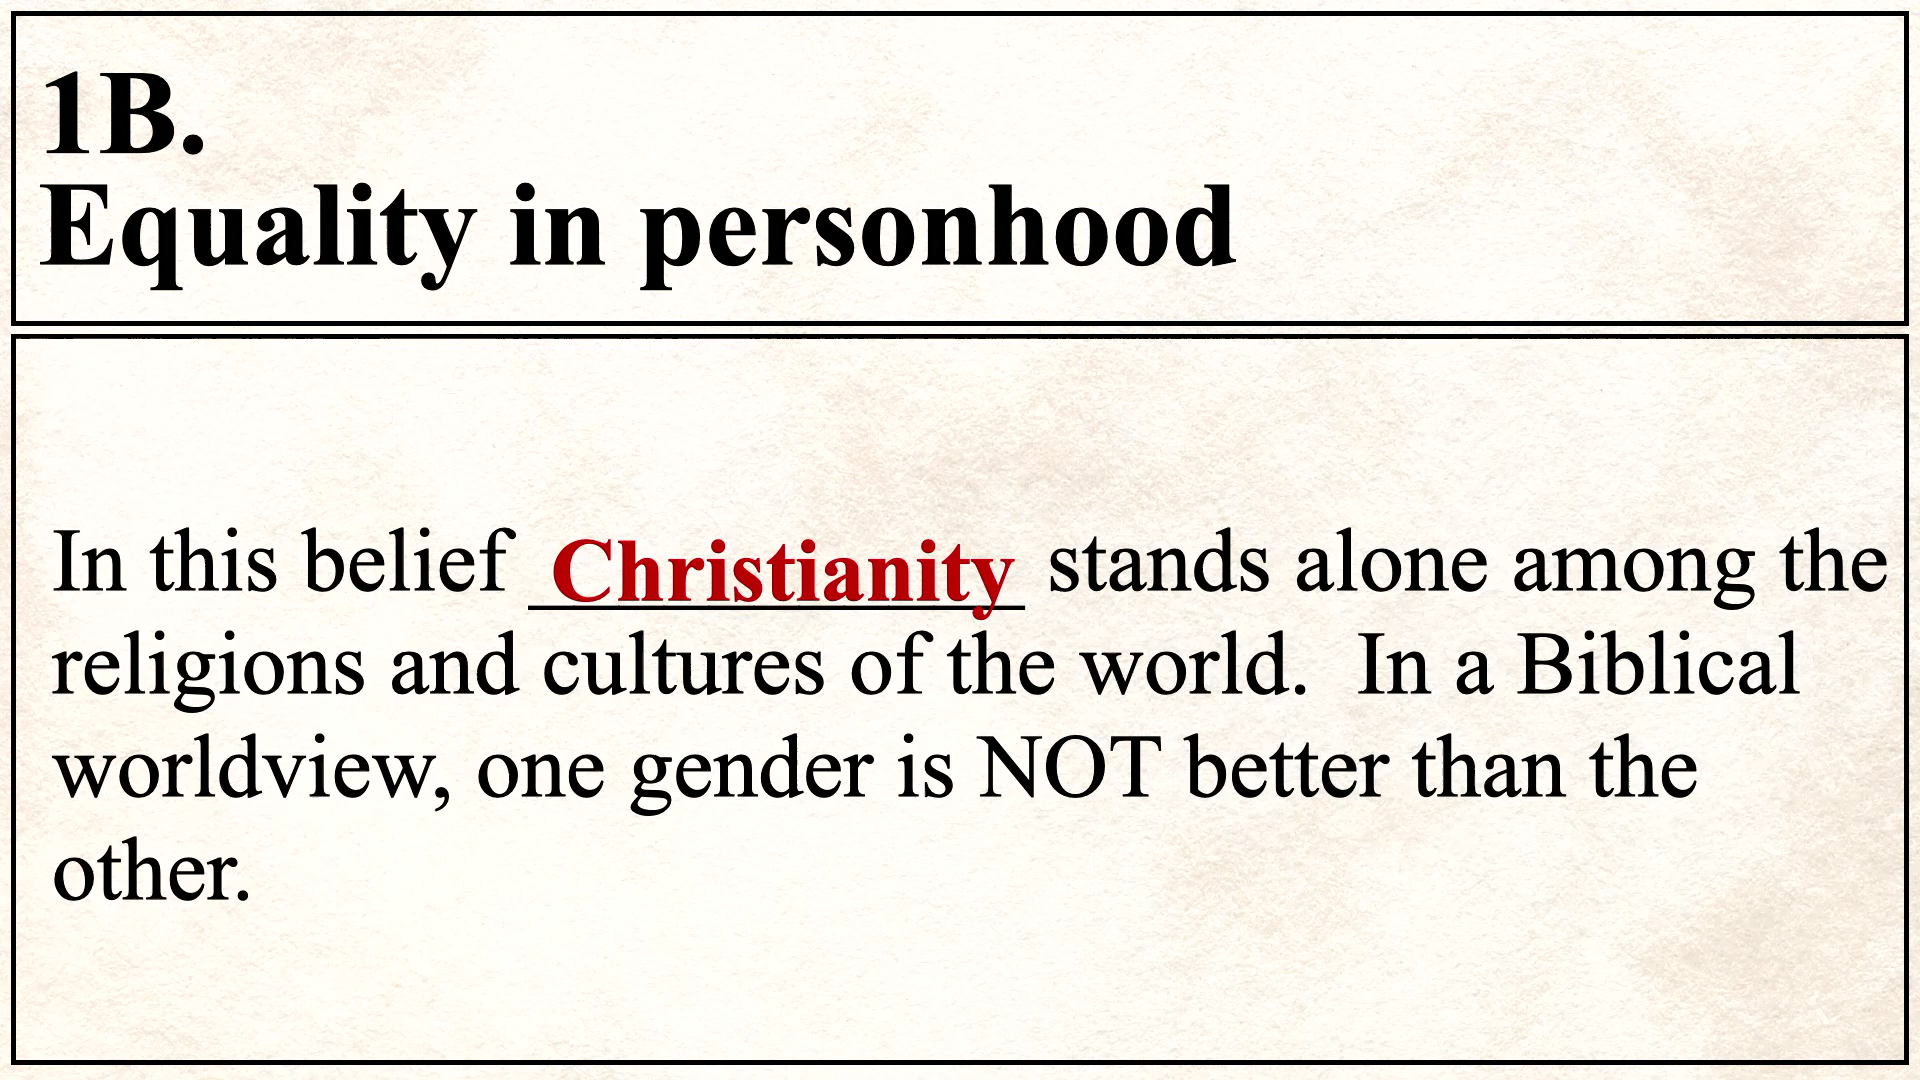 1B.
Equality in personhood
In this belief Christianity stands alone among the
religions and cultures of the world.  In a Biblical
worldview, one gender is NOT better than the
other.